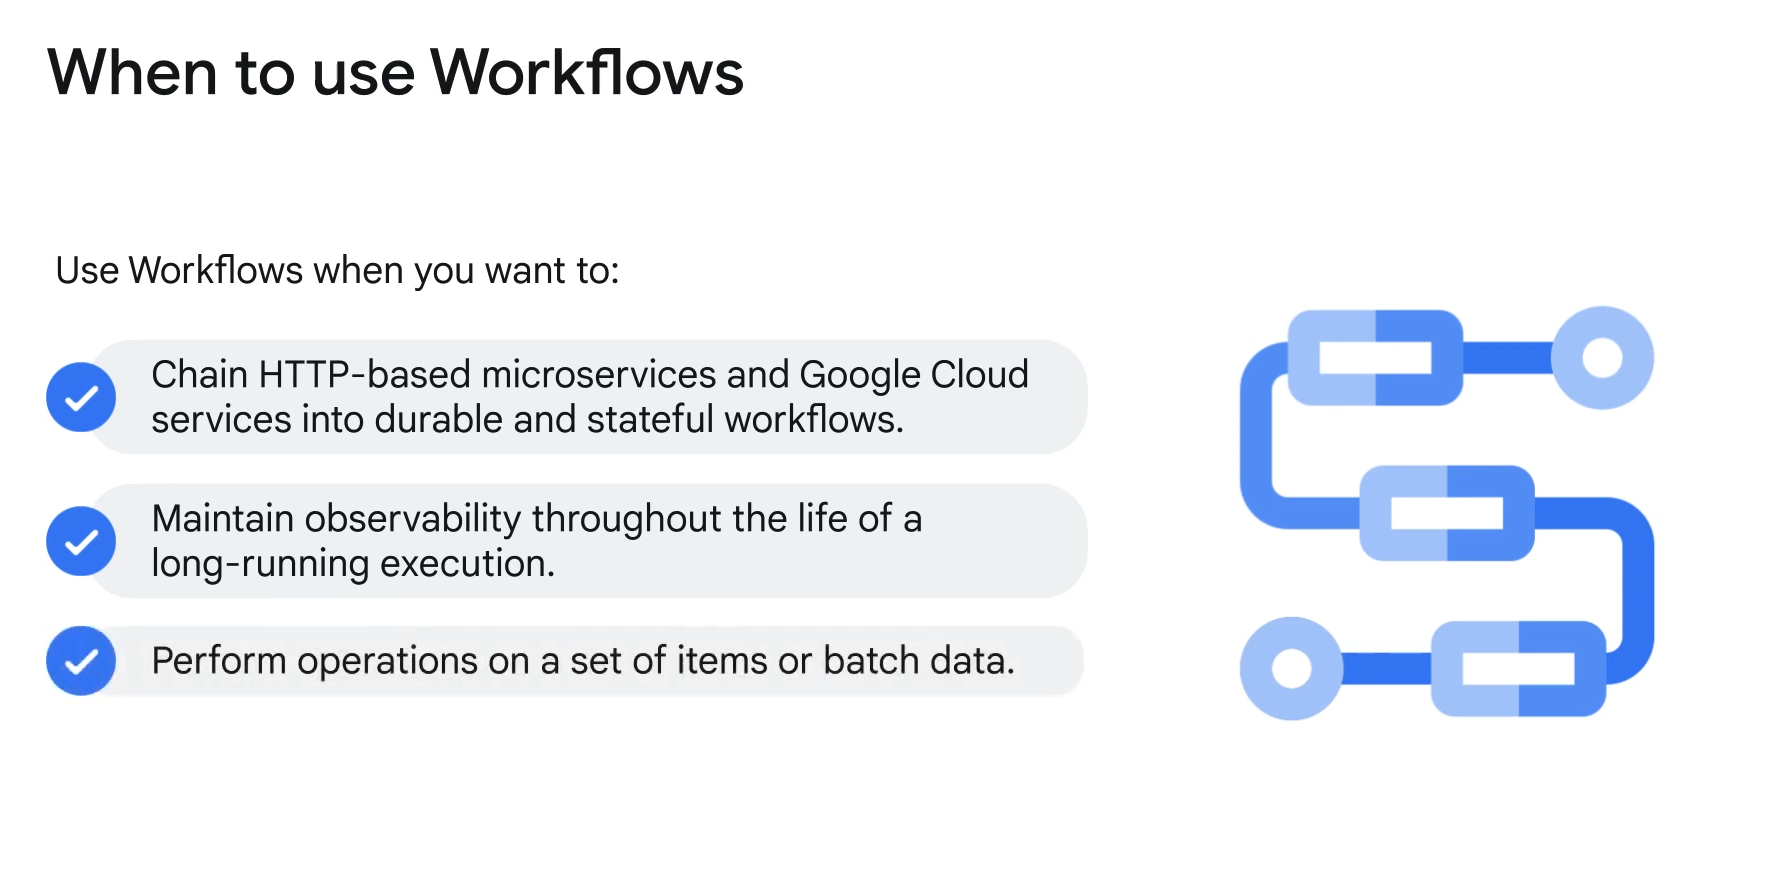 When to use Workflows
Use Workflows when you want to:
Chain HTTP-based microservices and Google Cloud
services into durable and stateful workflows.
Maintain observability throughout the life of a
long-running execution.
Perform operations on a set of items or batch data.